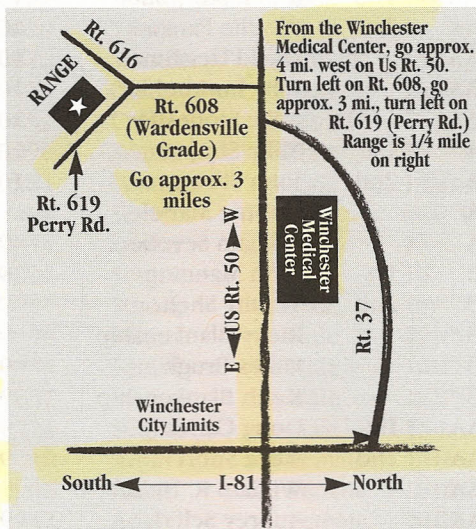 Rt. 616
RANGE
From the Winchester
Medical Center, go approx.
4 mi. west on Us Rt. 50.
Turn left on Rt. 608, go
approx. 3 mi., turn left on
Rt. 619 (Perry Rd.)
Range is 1/4 mile
on right
Rt. 608
(Wardensville
Grade)
Go approx. 3
miles
Rt. 619
Perry Rd.
E US Rt. 50 W
Winchester
Medical
Center
Rt. 37
Winchester
City Limits
South I-81 North